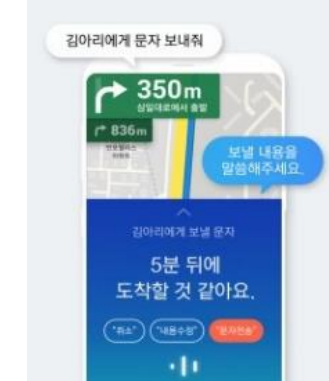 김아리에게 문자 보내줘
350m
삼일대로에서 출발
836m
보낼 내용을
말씀해주세요.
김아리에게 보낼 문자
5분 뒤에
도착할 것 같아요.
"취소" "내용수정" "문자전송"